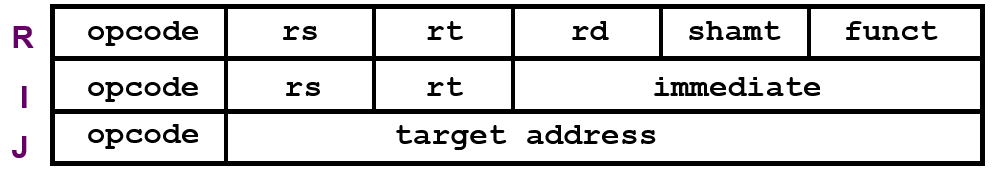 R opcode rs rt rd shamt funct
I opcode rs rt immediate
J opcode target address